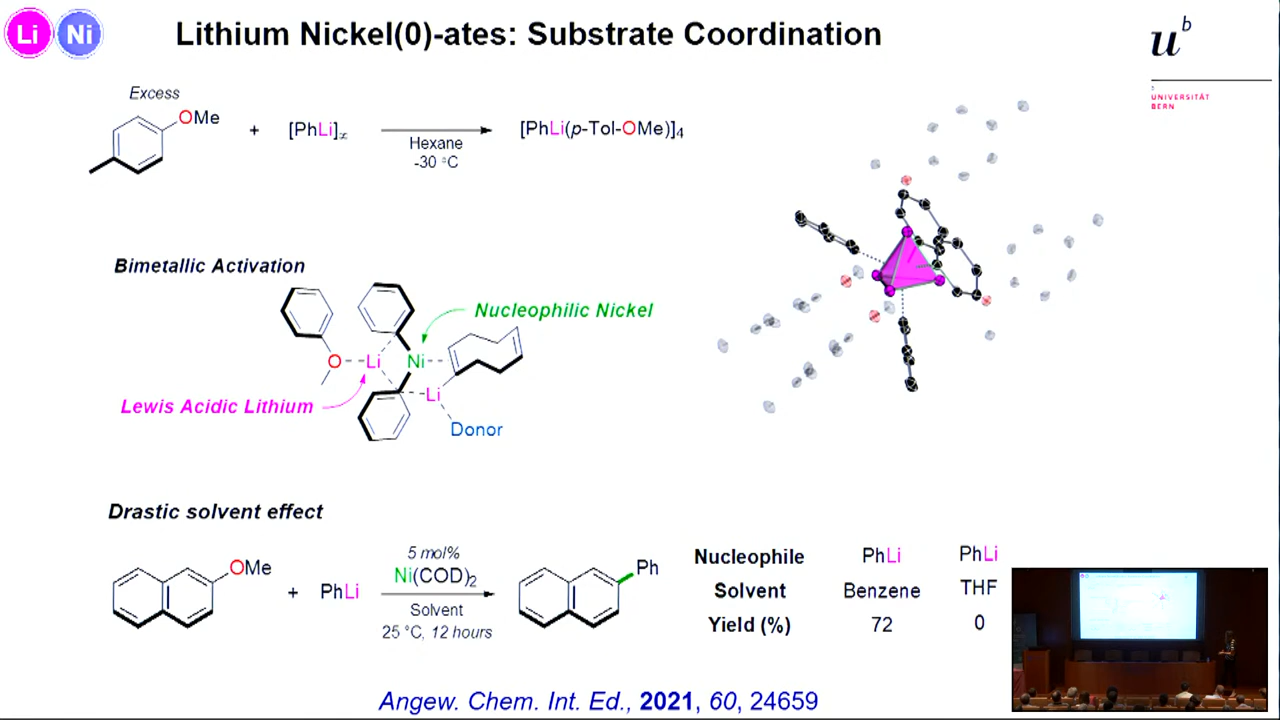 Li Ni
Lithium Nickel(0)-ates: Substrate Coordination
u^b
UNIVERSITÄT
BERN
Excess
OMe
+
[PhLi]∞
Hexane
-30 °C
[PhLi(p-Tol-OMe)]4
Bimetallic Activation
Nucleophilic Nickel
O
Li
Ni
Lewis Acidic Lithium
Li
Donor
Drastic solvent effect
OMe
+
PhLi
5 mol%
Ni(COD)2
Solvent
25 °C, 12 hours
Ph
Nucleophile PhLi PhLi
Solvent Benzene THF
Yield (%) 72 0
Angew. Chem. Int. Ed., 2021, 60, 24659